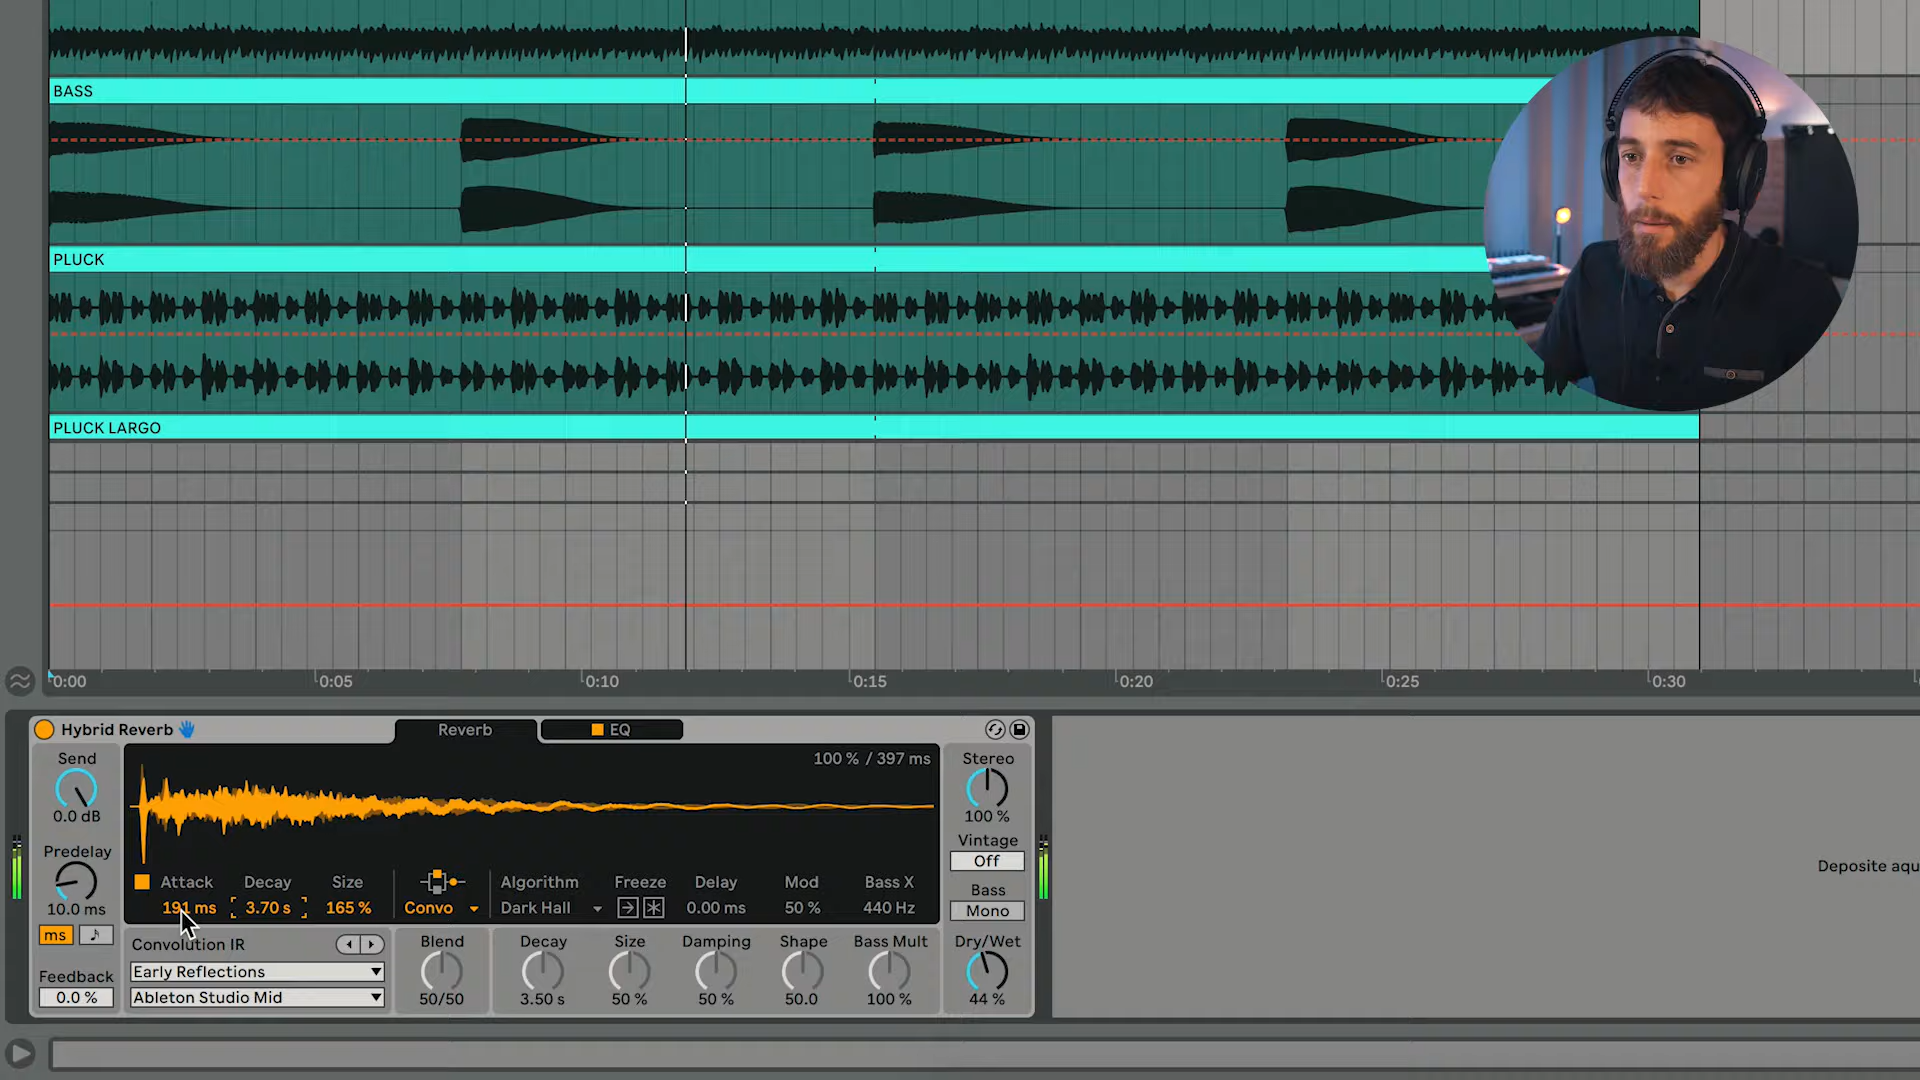 BASS
PLUCK
PLUCK LARGO
0:00 0:05 0:10 0:15 0:20 0:25 0:30
Hybrid Reverb Reverb EQ
Send
0.0 dB
Predelay
10.0 ms
ms
Feedback
0.0 %
100 % / 397 ms
Attack Decay Size Algorithm Freeze Delay Mod Bass X
191 ms 3.70 s 165 % Convo Dark Hall 0.00 ms 50 % 440 Hz
Convolution IR
Early Reflections
Ableton Studio Mid
Blend Decay Size Damping Shape Bass Mult
50/50 3.50 s 50 % 50 % 50.0 100 %
Stereo
100 %
Vintage
Off
Bass
Mono
Dry/Wet
44 %
Deposite aqu